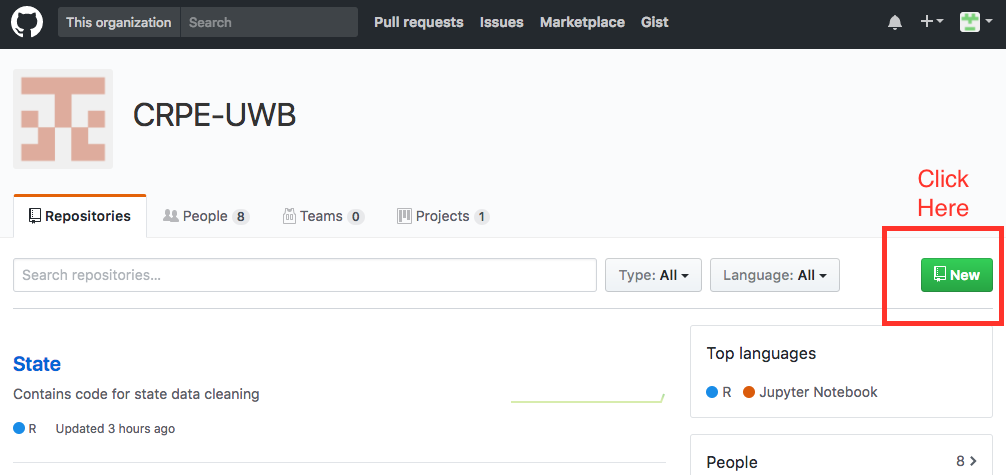 This organization Search Pull requests Issues Marketplace Gist
CRPE-UWB
Click
Here
Repositories People 8 Teams 0 Projects 1
Search repositories... Type: All Language: All New
State
Contains code for state data cleaning
R Updated 3 hours ago
Top languages
R Jupyter Notebook
People 8